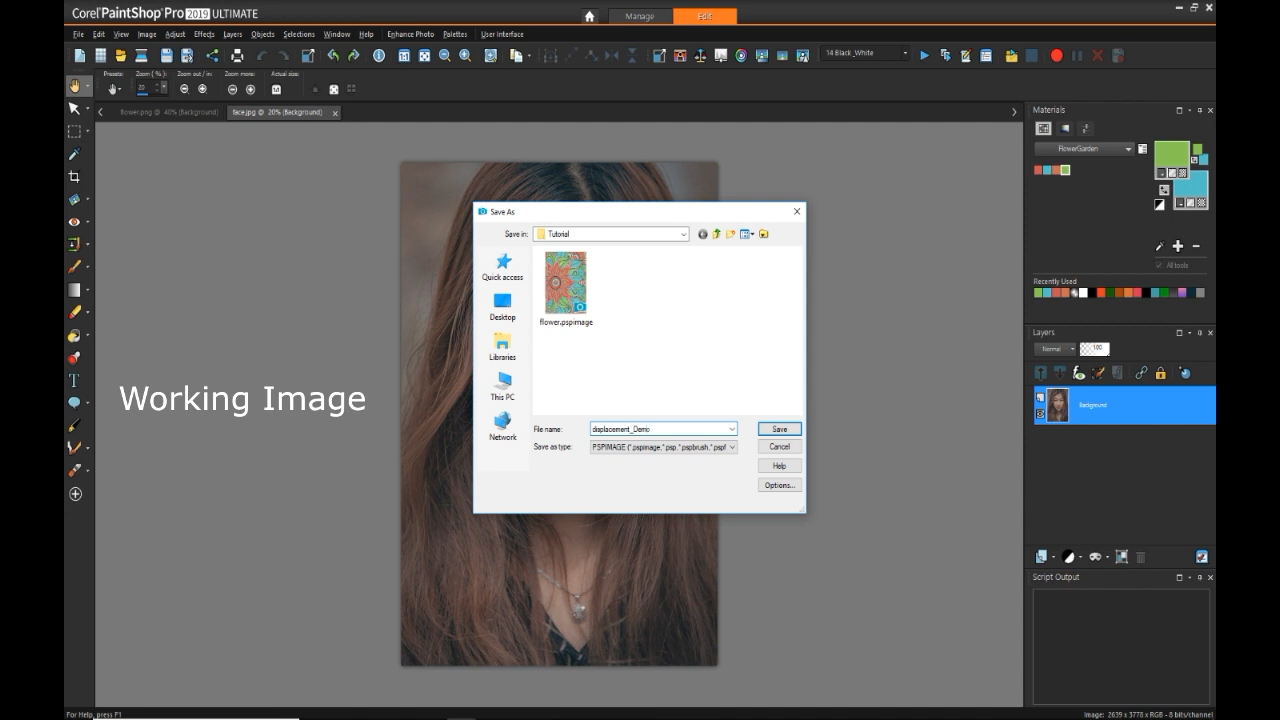 Corel PaintShop Pro 2019 ULTIMATE
Manage
Edit
File Edit View Image Adjust Effects Layers Objects Selections Window Help Enhance Photo Palettes User Interface
14 Black_White
Presets: Zoom (%): Zoom out / in: Zoom more: Actual size:
20
flower.png @ 40% (Background)
face.jpg @ 20% (Background)
Materials
FlowerGarden
All tools
Recently Used
Layers
Normal
100
Background
Script Output
Save As
Save in: Tutorial
Quick access
Desktop
Libraries
This PC
Network
flower.pspimage
File name: displacement_Demo
Save as type: PSPIMAGE (*.pspimage,*.psp,*.pspbrush,*.pspf
Save
Cancel
Help
Options...
Working Image
For Help, press F1
Image: 2639 x 3778 x RGB - 8 bits/channel